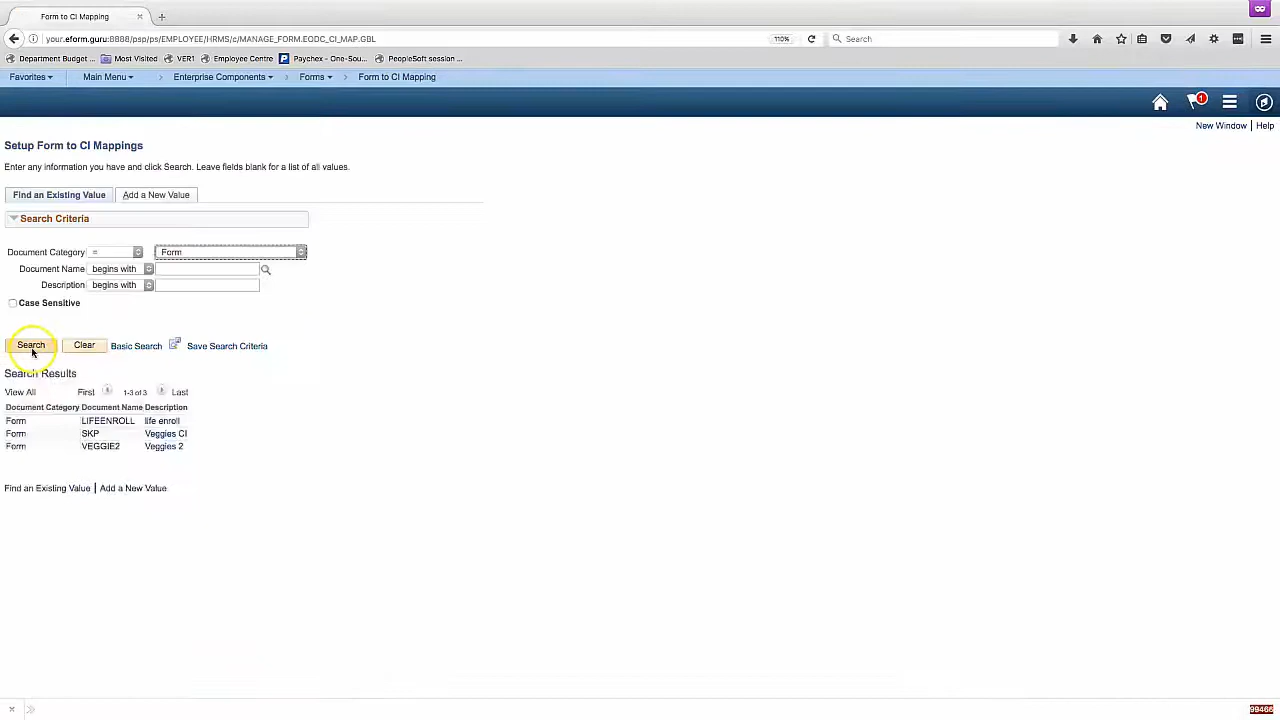 Form to CI Mapping
your.eform.guru:8888/psp/ps/EMPLOYEE/HRMS/c/MANAGE_FORM.EODC_CI_MAP.GBL
110%
Search
Department Budget ...
Most Visited
VER1
Employee Centre
Paychex - One-Sou...
PeopleSoft session ...
Favorites
Main Menu
Enterprise Components
Forms
Form to CI Mapping
1
New Window | Help
Setup Form to CI Mappings
Enter any information you have and click Search. Leave fields blank for a list of all values.
Find an Existing Value
Add a New Value
Search Criteria
Document Category = Form
Document Name begins with
Description begins with
Case Sensitive
Search Clear Basic Search Save Search Criteria
Search Results
View All First 1-3 of 3 Last
Document Category Document Name Description
Form LIFEENROLL life enroll
Form SKP Veggies CI
Form VEGGIE2 Veggies 2
Find an Existing Value | Add a New Value
99466